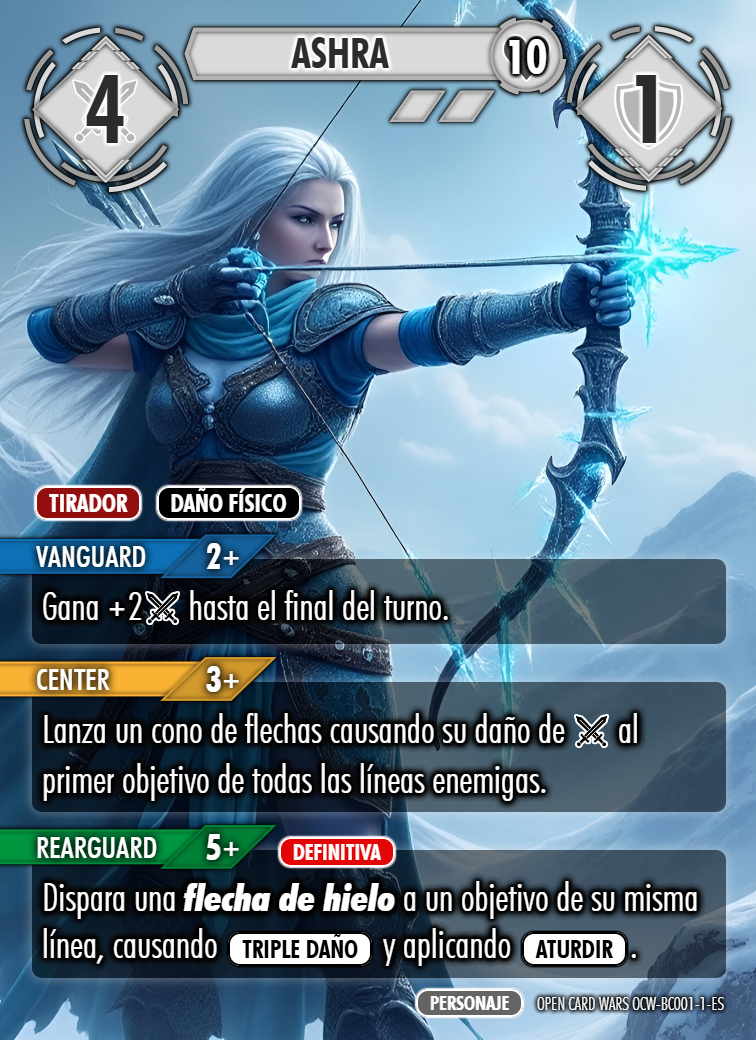 4
ASHRA
10
1
TIRADOR
DAÑO FÍSICO
VANGUARD 2+
Gana +2 hasta el final del turno.
CENTER 3+
Lanza un cono de flechas causando su daño de al
primer objetivo de todas las líneas enemigas.
REARGUARD 5+ DEFINITIVA
Dispara una flecha de hielo a un objetivo de su misma
línea, causando TRIPLE DAÑO y aplicando ATURDIR.
PERSONAJE OPEN CARD WARS OCW-BC001-1-ES